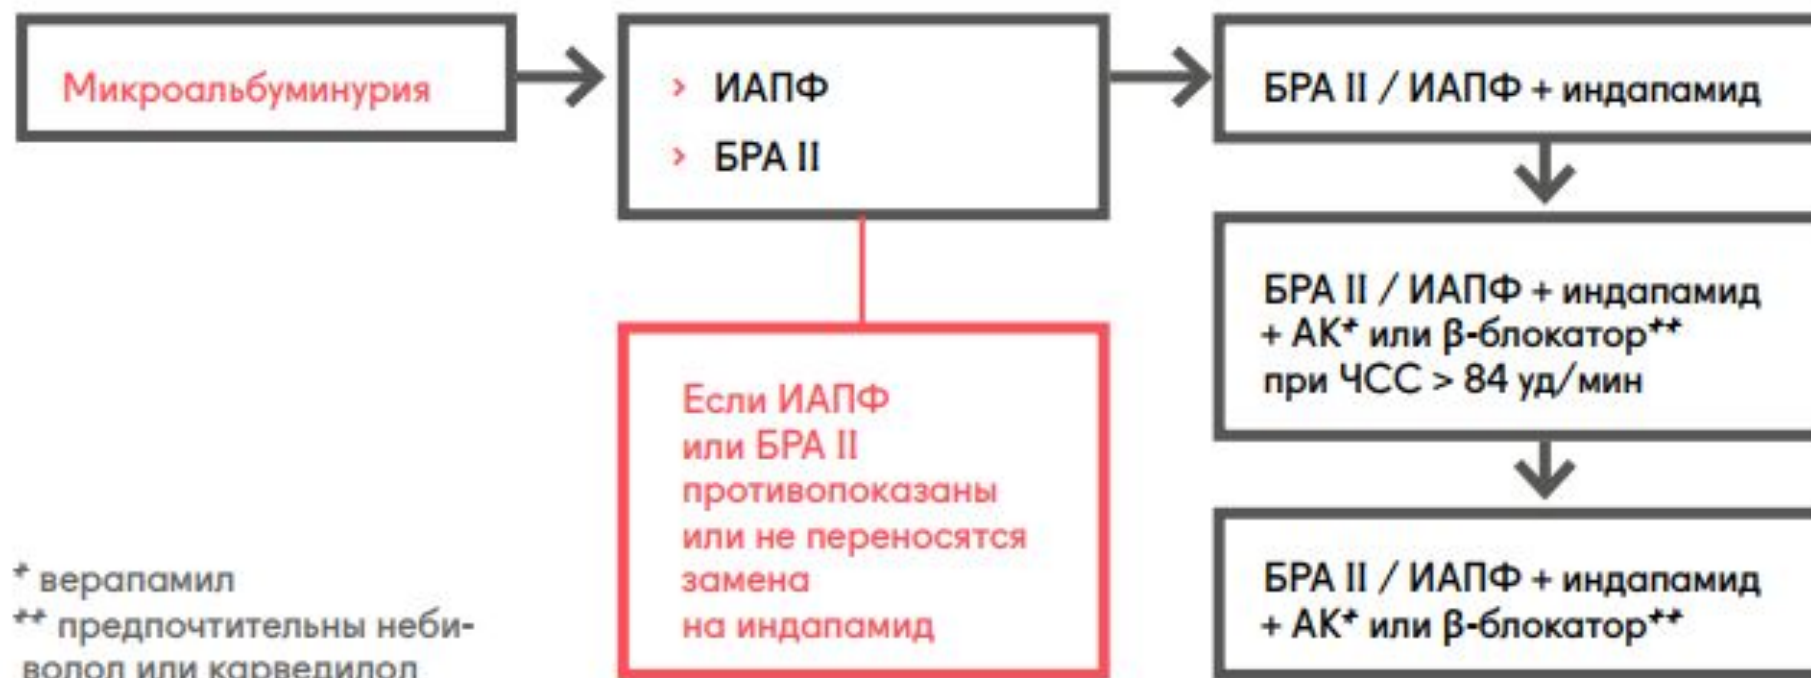 Микроальбуминурия
› ИАПФ
› БРА II
Если ИАПФ
или БРА II
противопоказаны
или не переносятся
замена
на индапамид
БРА II / ИАПФ + индапамид
БРА II / ИАПФ + индапамид
+ АК* или β-блокатор**
при ЧСС > 84 уд/мин
БРА II / ИАПФ + индапамид
+ АК* или β-блокатор**
* верапамил
** предпочтительны неби-
волол или карведилол